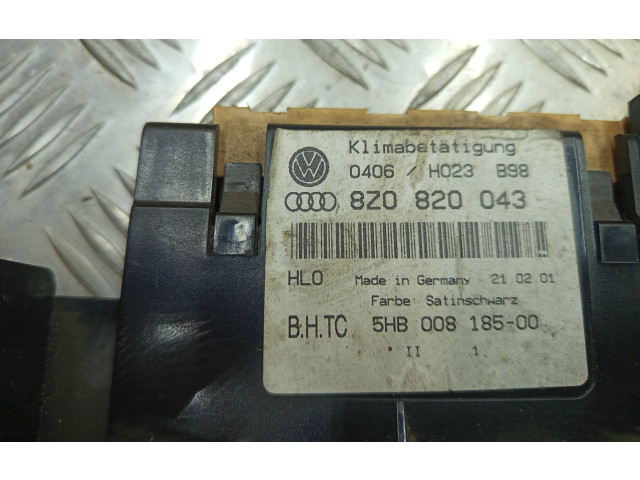 Klimabetätigung
0406 / H023 B98
8Z0 820 043
HL0 Made in Germany 21.02.01
Farbe: Satinschwarz
B.H.TC 5HB 008 185-00
II 1